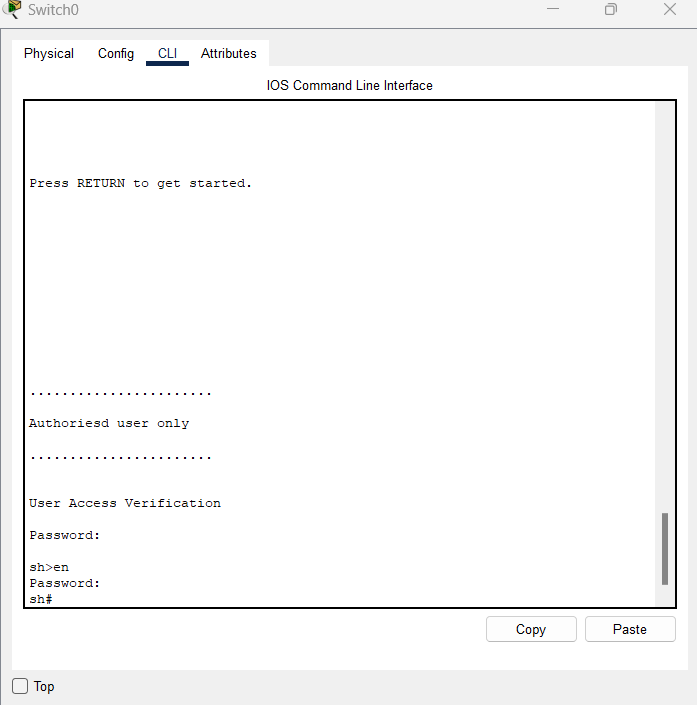 Switch0
Physical Config CLI Attributes
IOS Command Line Interface
Press RETURN to get started.
.......................
Authoriesd user only
.......................
User Access Verification
Password:
sh>en
Password:
sh#
Copy Paste
Top